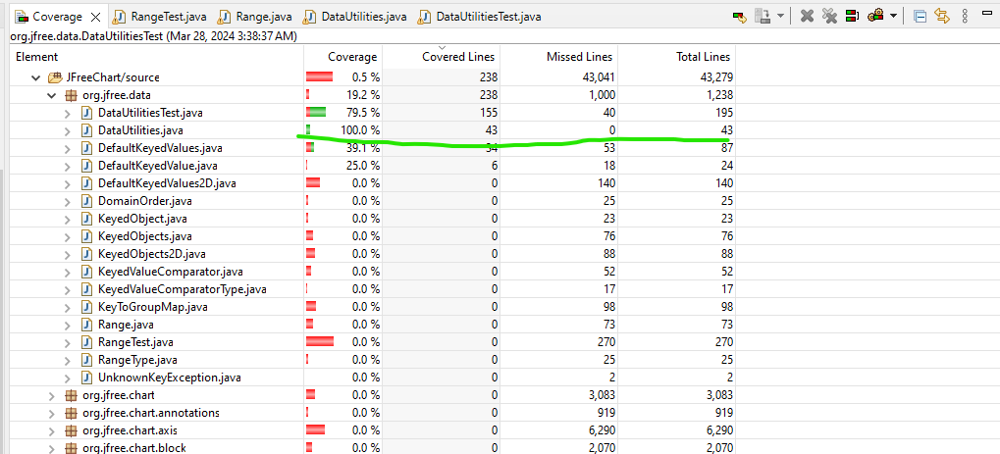 Coverage RangeTest.java Range.java DataUtilities.java DataUtilitiesTest.java
org.jfree.data.DataUtilitiesTest (Mar 28, 2024 3:38:37 AM)
Element Coverage Covered Lines Missed Lines Total Lines
JFreeChart/source 0.5 % 238 43,041 43,279
org.jfree.data 19.2 % 238 1,000 1,238
DataUtilitiesTest.java 79.5 % 155 40 195
DataUtilities.java 100.0 % 43 0 43
DefaultKeyedValues.java 39.1 % 34 53 87
DefaultKeyedValue.java 25.0 % 6 18 24
DefaultKeyedValues2D.java 0.0 % 0 140 140
DomainOrder.java 0.0 % 0 25 25
KeyedObject.java 0.0 % 0 23 23
KeyedObjects.java 0.0 % 0 76 76
KeyedObjects2D.java 0.0 % 0 88 88
KeyedValueComparator.java 0.0 % 0 52 52
KeyedValueComparatorType.java 0.0 % 0 17 17
KeyToGroupMap.java 0.0 % 0 98 98
Range.java 0.0 % 0 73 73
RangeTest.java 0.0 % 0 270 270
RangeType.java 0.0 % 0 25 25
UnknownKeyException.java 0.0 % 0 2 2
org.jfree.chart 0.0 % 0 3,083 3,083
org.jfree.chart.annotations 0.0 % 0 919 919
org.jfree.chart.axis 0.0 % 0 6,290 6,290
org.jfree.chart.block 0.0 % 0 2,070 2,070